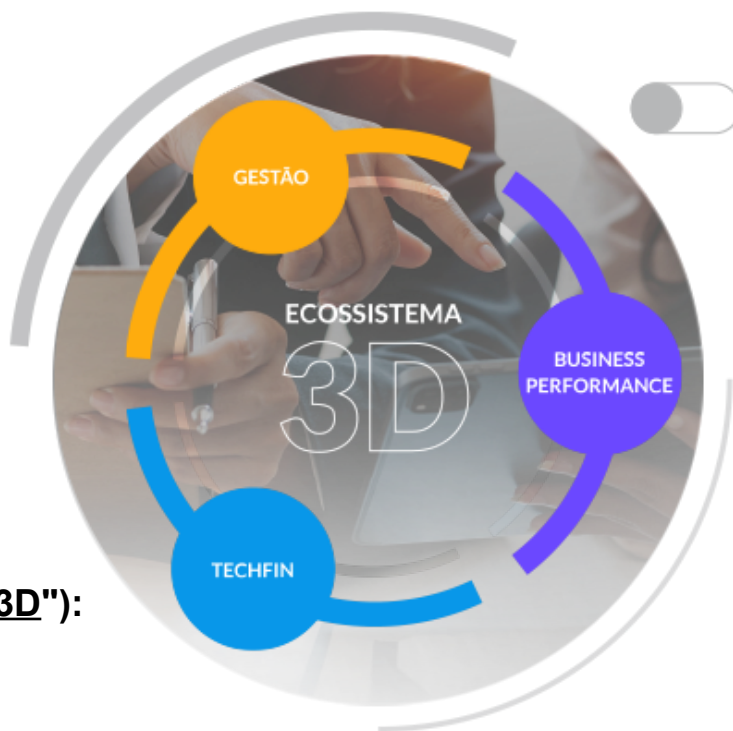 GESTÃO
ECOSSISTEMA
3D
BUSINESS
PERFORMANCE
TECHFIN
3D"):